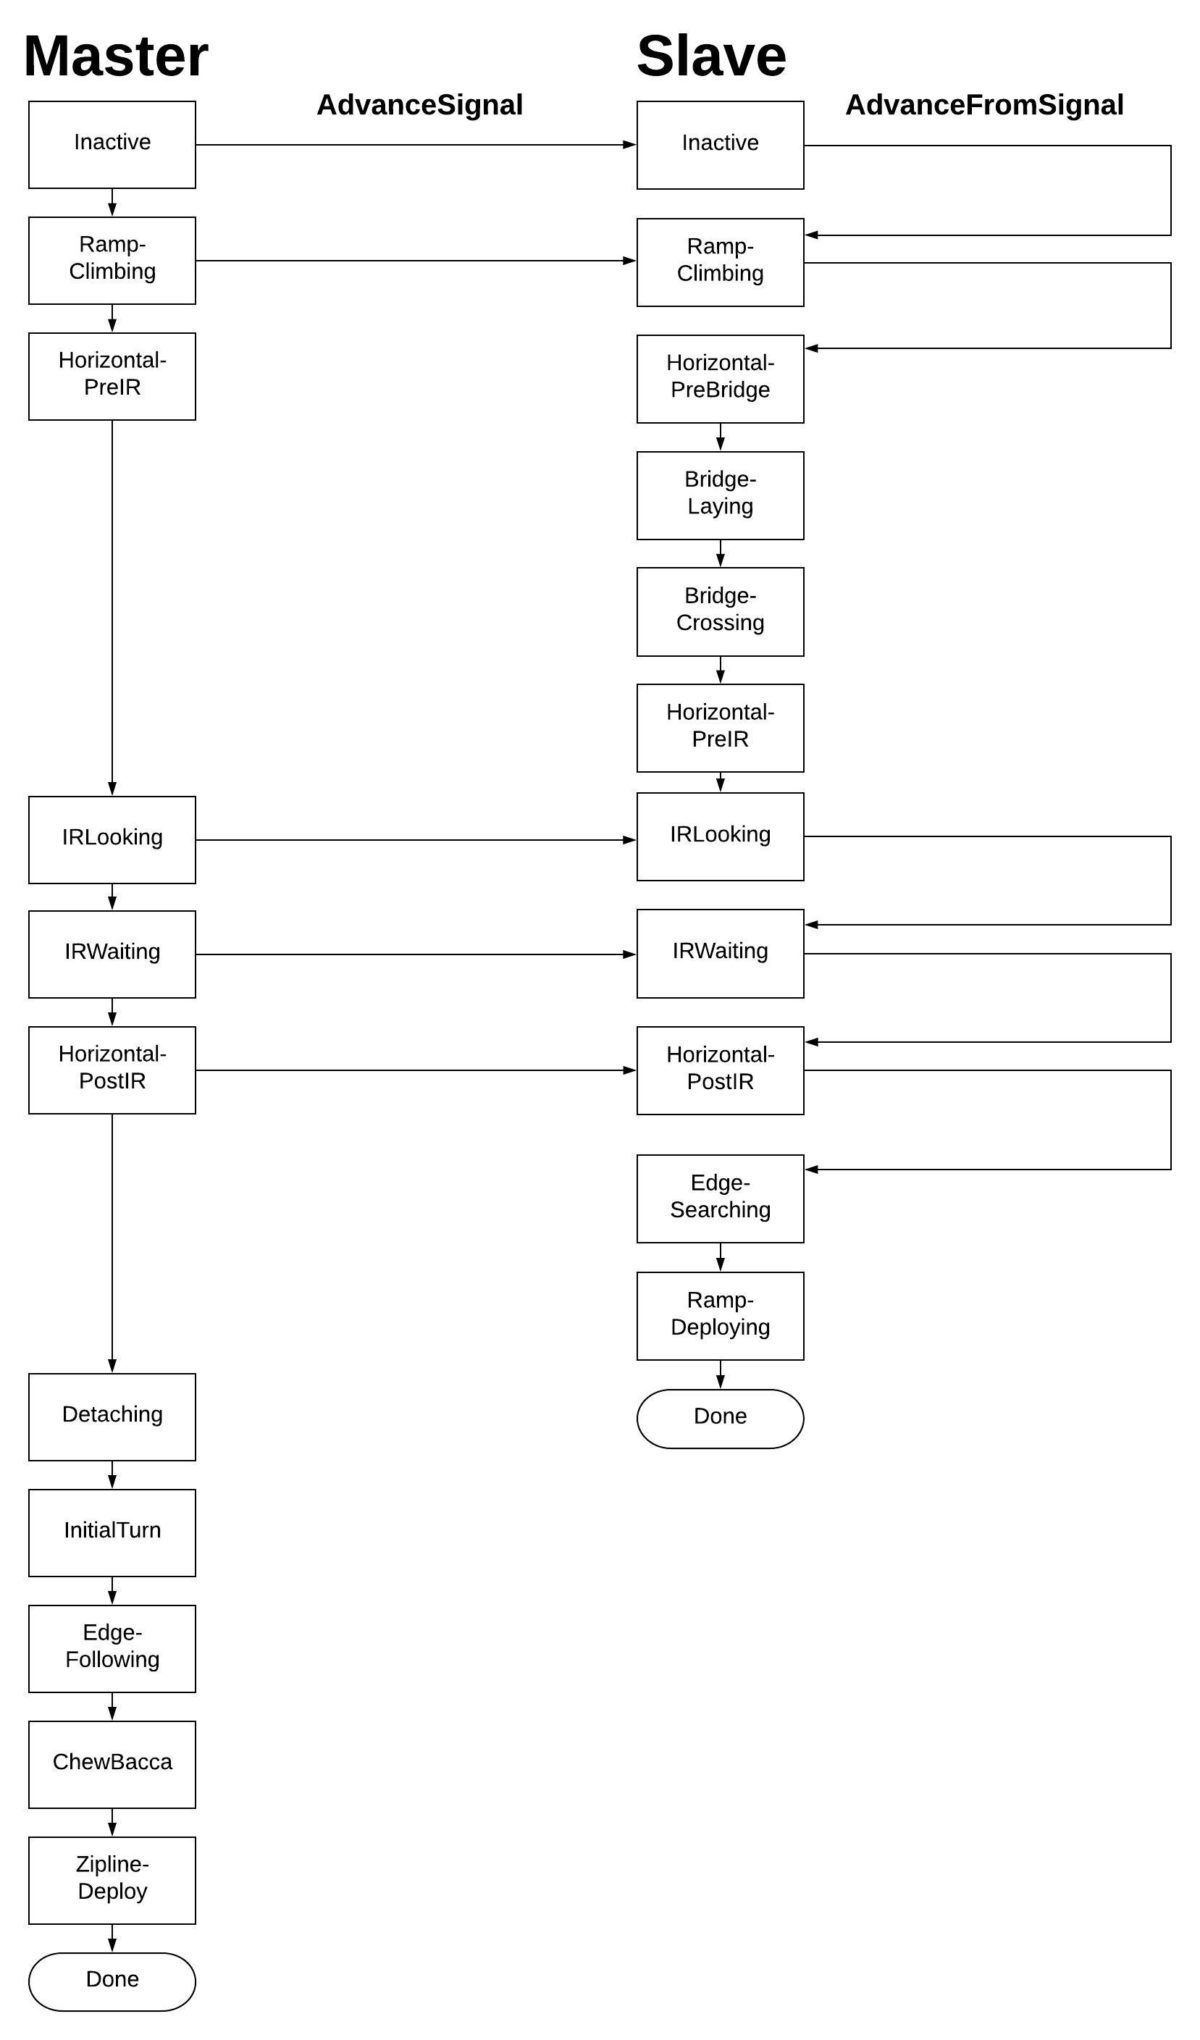 Master
Slave
AdvanceSignal
AdvanceFromSignal
Inactive
Inactive
Ramp-
Climbing
Ramp-
Climbing
Horizontal-
PreIR
Horizontal-
PreBridge
Bridge-
Laying
Bridge-
Crossing
Horizontal-
PreIR
IRLooking
IRLooking
IRWaiting
IRWaiting
Horizontal-
PostIR
Horizontal-
PostIR
Edge-
Searching
Ramp-
Deploying
Detaching
Done
InitialTurn
Edge-
Following
ChewBacca
Zipline-
Deploy
Done